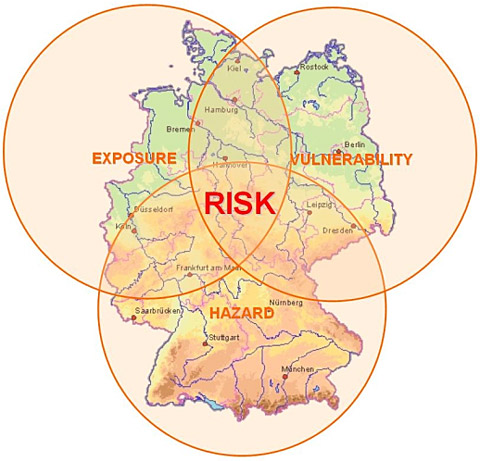 Kiel
Rostock
Hamburg
Bremen
Berlin
EXPOSURE
VULNERABILITY
Hannover
RISK
Düsseldorf
Leipzig
Köln
Dresden
Frankfurt am Main
HAZARD
Nürnberg
Saarbrücken
Stuttgart
München